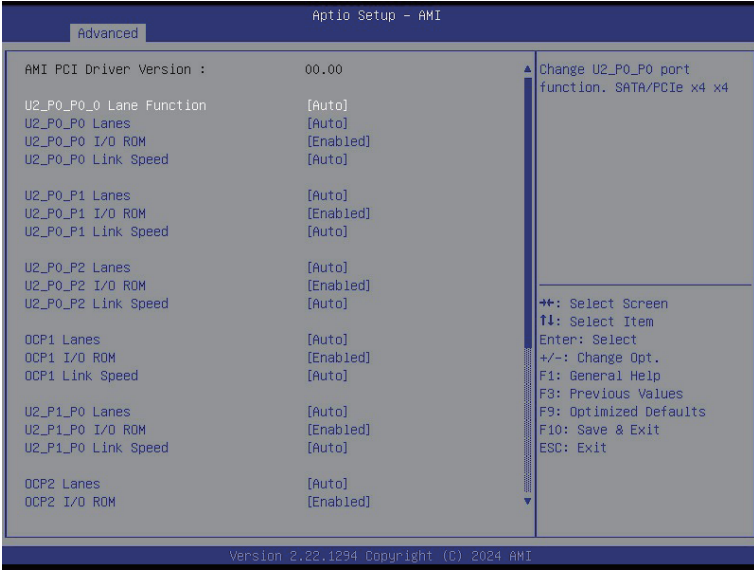 Aptio Setup – AMI
Advanced
AMI PCI Driver Version : 00.00
U2_P0_P0_0 Lane Function [Auto]
U2_P0_P0 Lanes [Auto]
U2_P0_P0 I/O ROM [Enabled]
U2_P0_P0 Link Speed [Auto]
U2_P0_P1 Lanes [Auto]
U2_P0_P1 I/O ROM [Enabled]
U2_P0_P1 Link Speed [Auto]
U2_P0_P2 Lanes [Auto]
U2_P0_P2 I/O ROM [Enabled]
U2_P0_P2 Link Speed [Auto]
OCP1 Lanes [Auto]
OCP1 I/O ROM [Enabled]
OCP1 Link Speed [Auto]
U2_P1_P0 Lanes [Auto]
U2_P1_P0 I/O ROM [Enabled]
U2_P1_P0 Link Speed [Auto]
OCP2 Lanes [Auto]
OCP2 I/O ROM [Enabled]
Change U2_P0_P0 port
function. SATA/PCIe x4 x4
→←: Select Screen
↑↓: Select Item
Enter: Select
+/-: Change Opt.
F1: General Help
F3: Previous Values
F9: Optimized Defaults
F10: Save & Exit
ESC: Exit
Version 2.22.1294 Copyright (C) 2024 AMI